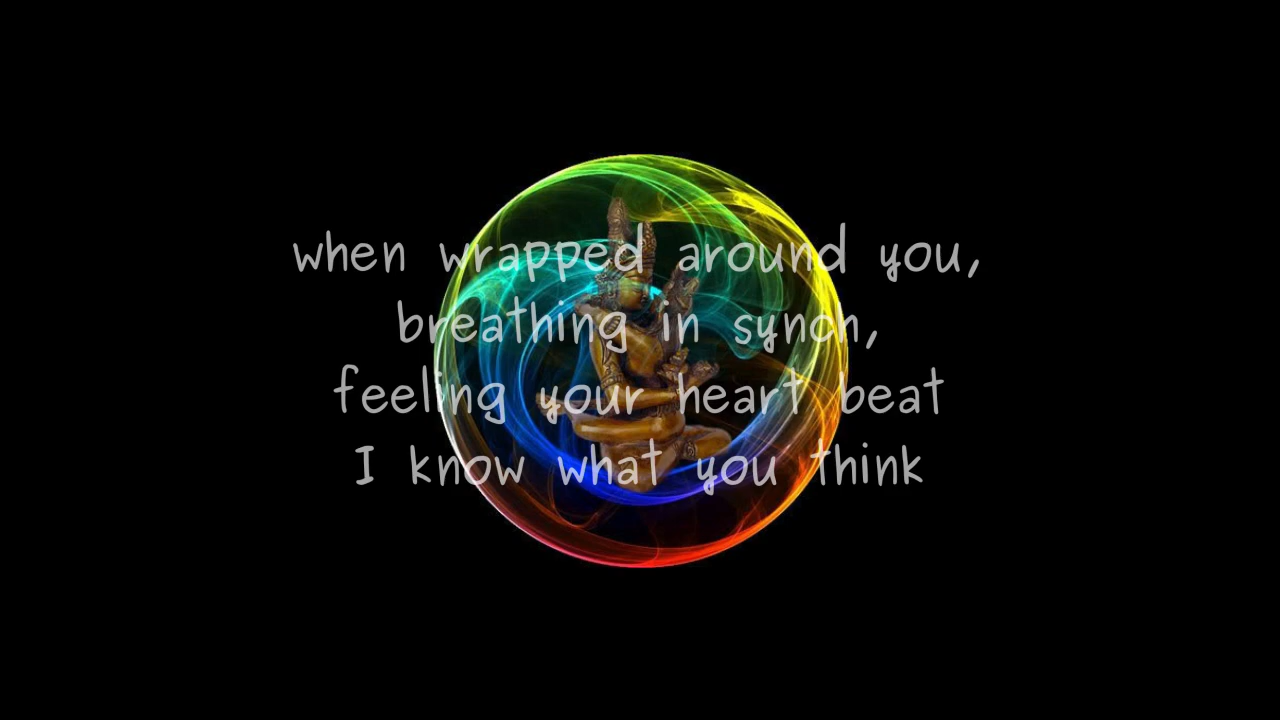 when wrapped around you,
breathing in synch,
feeling your heart beat
I know what you think